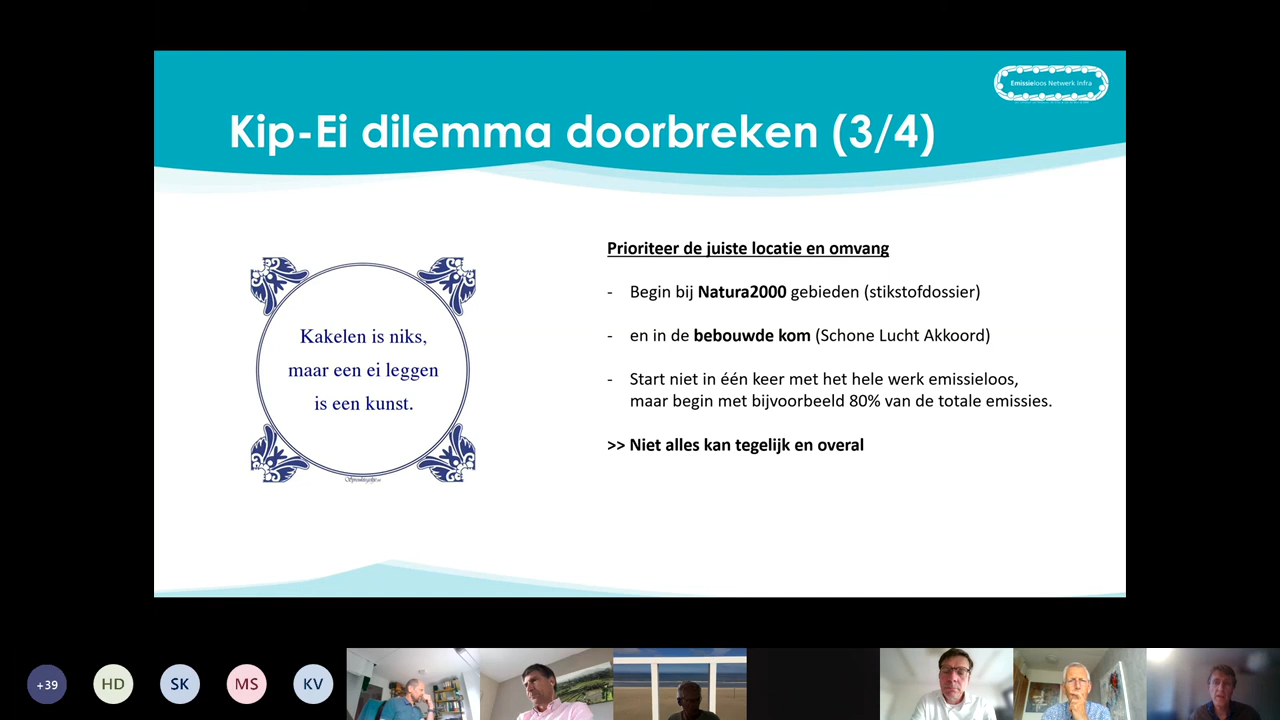 Emissieloos Netwerk Infra
Kip-Ei dilemma doorbreken (3/4)
Kakelen is niks,
maar een ei leggen
is een kunst.
Prioriteer de juiste locatie en omvang
- Begin bij Natura2000 gebieden (stikstofdossier)
- en in de bebouwde kom (Schone Lucht Akkoord)
- Start niet in één keer met het hele werk emissieloos,
maar begin met bijvoorbeeld 80% van de totale emissies.
>> Niet alles kan tegelijk en overal
+39
HD
SK
MS
KV